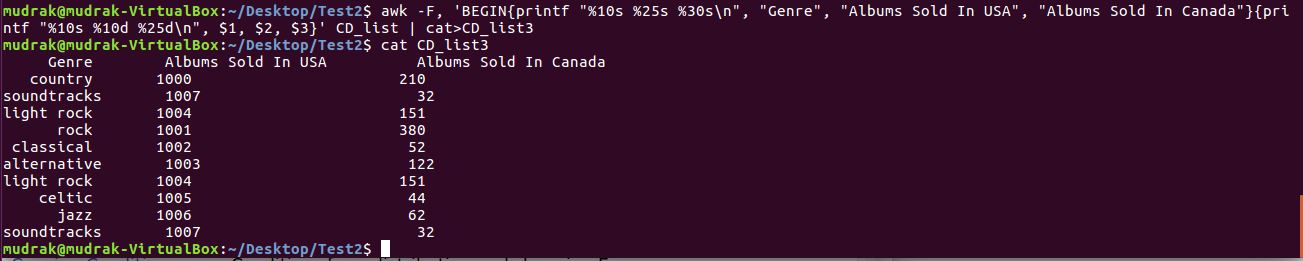 mudrak@mudrak-VirtualBox:~/Desktop/Test2$ awk -F, 'BEGIN{printf "%10s %25s %30s\n", "Genre", "Albums Sold In USA", "Albums Sold In Canada"}{pri
ntf "%10s %10d %25d\n", $1, $2, $3}' CD_list | cat>CD_list3
mudrak@mudrak-VirtualBox:~/Desktop/Test2$ cat CD_list3
     Genre        Albums Sold In USA          Albums Sold In Canada
   country       1000                       210
soundtracks       1007                        32
light rock       1004                       151
      rock       1001                       380
 classical       1002                        52
alternative       1003                       122
light rock       1004                       151
    celtic       1005                        44
      jazz       1006                        62
soundtracks       1007                        32
mudrak@mudrak-VirtualBox:~/Desktop/Test2$